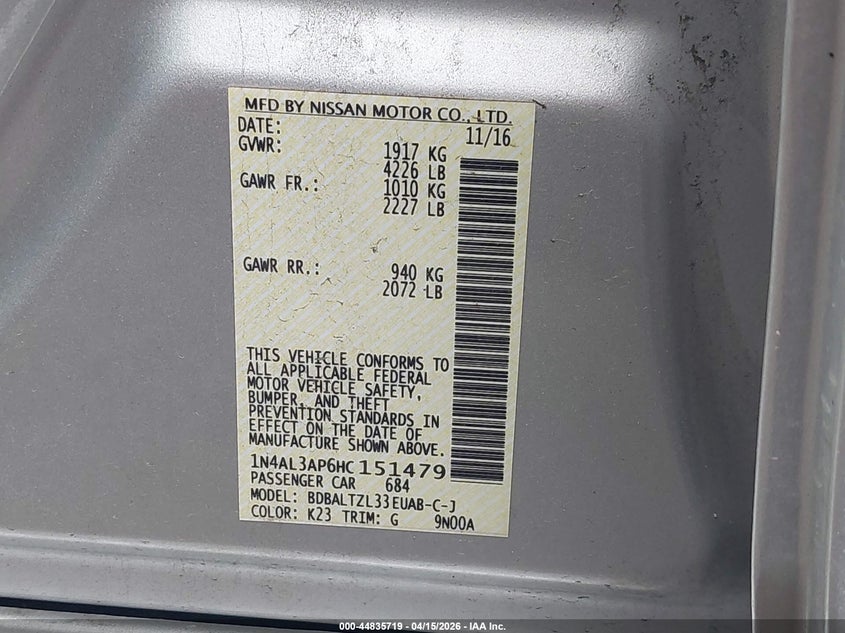 MFD BY NISSAN MOTOR CO., LTD.
DATE: 11/16
GVWR: 1917 KG
4226 LB
GAWR FR.: 1010 KG
2227 LB
GAWR RR.: 940 KG
2072 LB
THIS VEHICLE CONFORMS TO
ALL APPLICABLE FEDERAL
MOTOR VEHICLE SAFETY,
BUMPER, AND THEFT
PREVENTION STANDARDS IN
EFFECT ON THE DATE OF
MANUFACTURE SHOWN ABOVE.
1N4AL3AP6HC151479
PASSENGER CAR 684
MODEL: BDBALTZL33EUAB-C-J
COLOR: K23 TRIM: G 9N00A
000-44835719 - 04/15/2026 - IAA Inc.